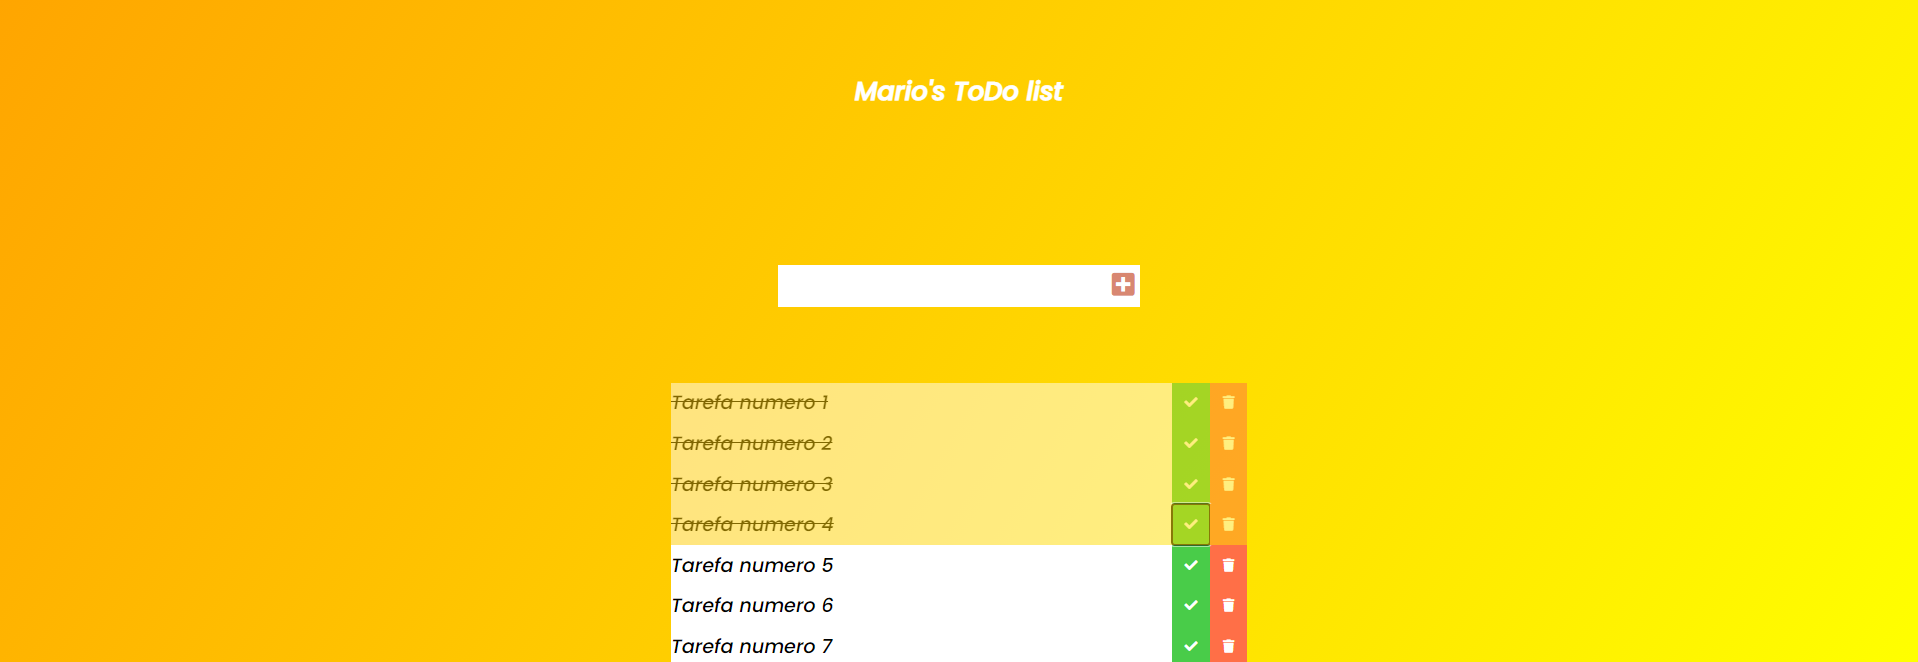 Mario's ToDo list
Tarefa numero 1
Tarefa numero 2
Tarefa numero 3
Tarefa numero 4
Tarefa numero 5
Tarefa numero 6
Tarefa numero 7